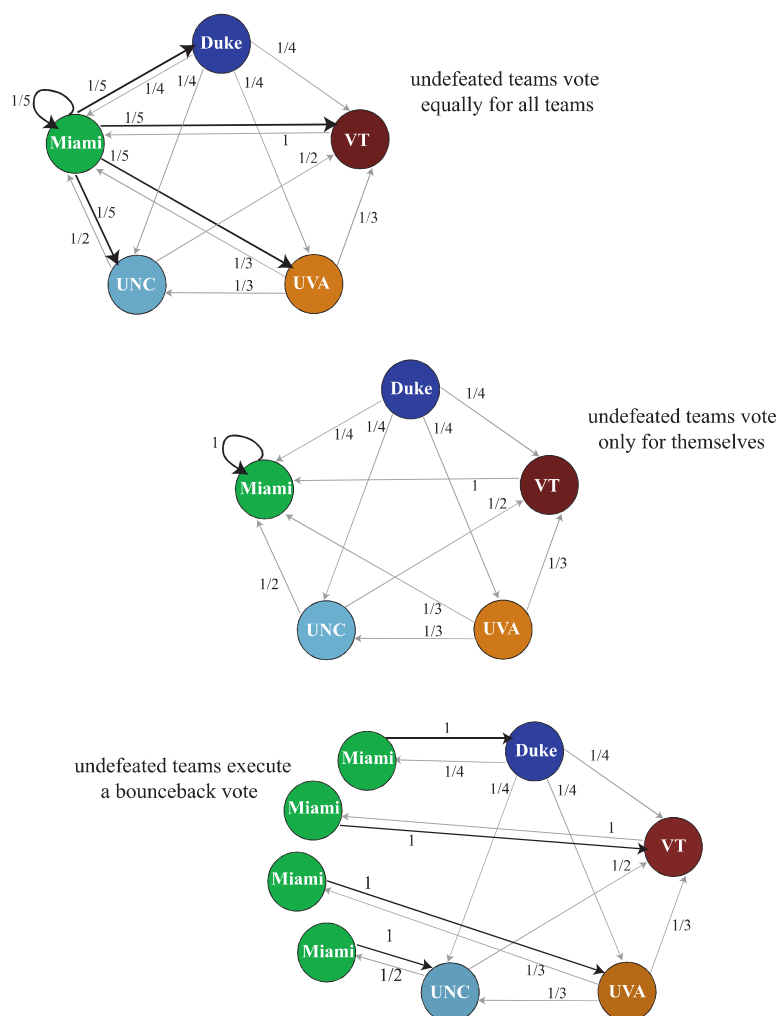 Duke
1/4
1/5
1/4
1/4
1/4
undefeated teams vote
equally for all teams
1/5
1/5
Miami
1
VT
1/5
1/2
1/5
1/3
1/2
1/3
UNC
1/3
UVA
Duke
1/4
undefeated teams vote
only for themselves
1/4
1/4
1/4
1
Miami
1
VT
1/2
1/2
1/3
1/3
UNC
1/3
UVA
1
Duke
1/4
undefeated teams execute
a bounceback vote
Miami
1/4
1/4
1/4
Miami
1
1
VT
1/2
Miami
1
1/3
Miami
1
1/2
1/3
UNC
1/3
UVA